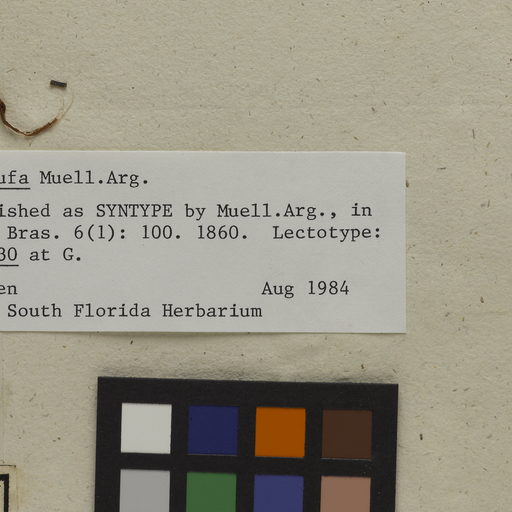 ufa Muell.Arg.
ished as SYNTYPE by Muell.Arg., in
Bras. 6(1): 100. 1860. Lectotype:
30 at G.
en Aug 1984
South Florida Herbarium